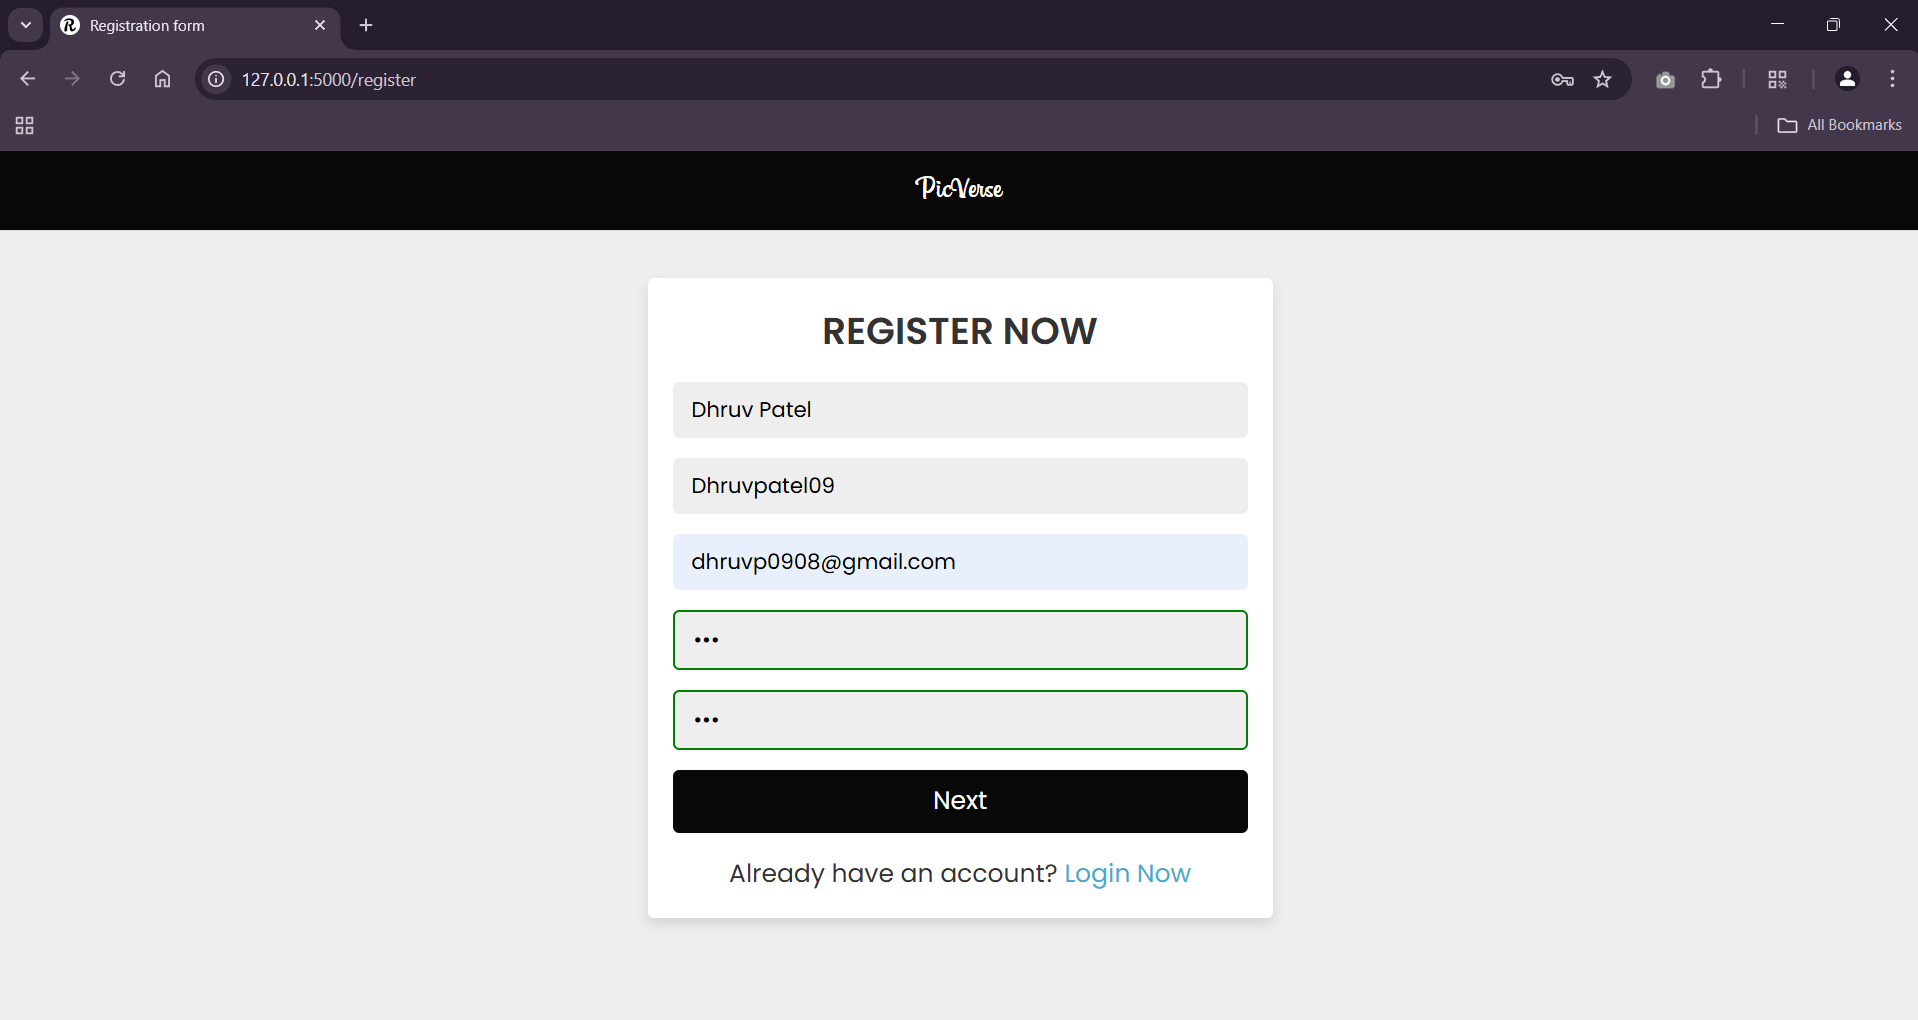 Registration form
127.0.0.1:5000/register
All Bookmarks
PicVerse
REGISTER NOW
Dhruv Patel
Dhruvpatel09
dhruvp0908@gmail.com
•••
•••
Next
Already have an account? Login Now